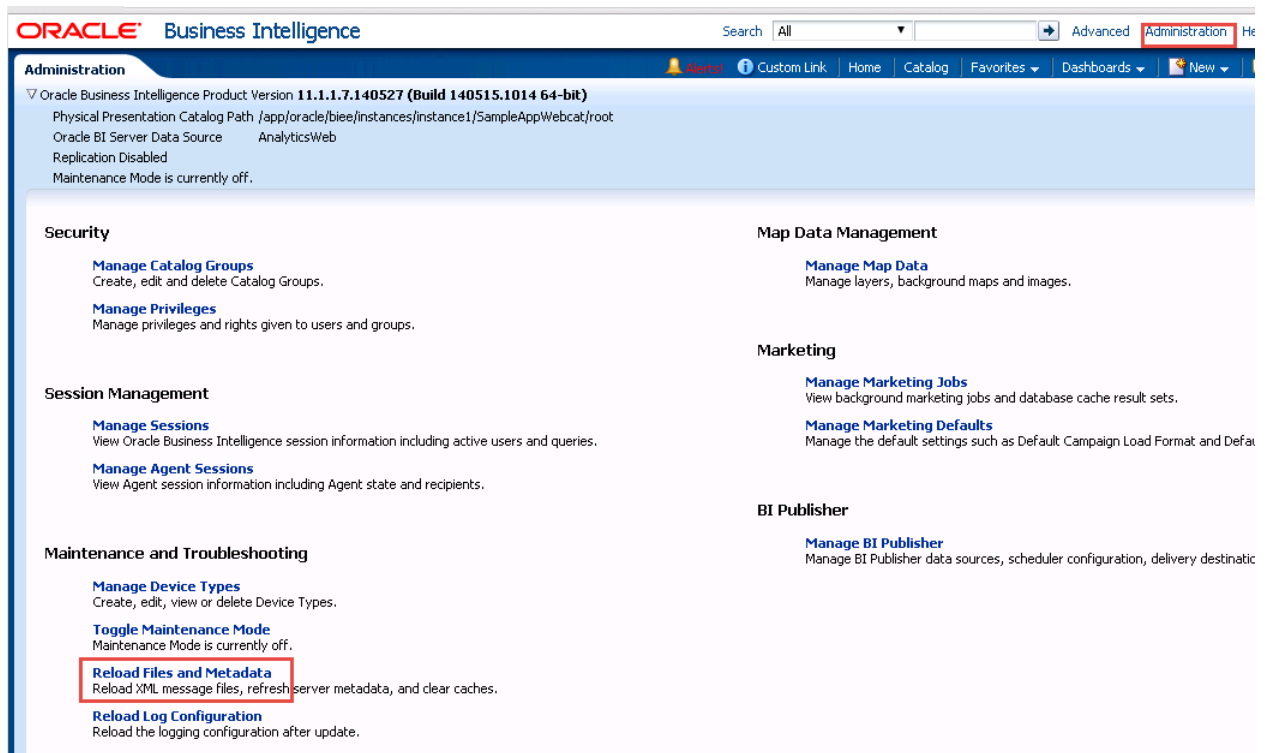 ORACLE Business Intelligence Search All Advanced Administration He
Administration Alerts! Custom Link Home Catalog Favorites Dashboards New
Oracle Business Intelligence Product Version 11.1.1.7.140527 (Build 140515.1014 64-bit)
Physical Presentation Catalog Path /app/oracle/biee/instances/instance1/SampleAppWebcat/root
Oracle BI Server Data Source AnalyticsWeb
Replication Disabled
Maintenance Mode is currently off.
Security
Manage Catalog Groups
Create, edit and delete Catalog Groups.
Manage Privileges
Manage privileges and rights given to users and groups.
Session Management
Manage Sessions
View Oracle Business Intelligence session information including active users and queries.
Manage Agent Sessions
View Agent session information including Agent state and recipients.
Maintenance and Troubleshooting
Manage Device Types
Create, edit, view or delete Device Types.
Toggle Maintenance Mode
Maintenance Mode is currently off.
Reload Files and Metadata
Reload XML message files, refresh server metadata, and clear caches.
Reload Log Configuration
Reload the logging configuration after update.
Map Data Management
Manage Map Data
Manage layers, background maps and images.
Marketing
Manage Marketing Jobs
View background marketing jobs and database cache result sets.
Manage Marketing Defaults
Manage the default settings such as Default Campaign Load Format and Defau
BI Publisher
Manage BI Publisher
Manage BI Publisher data sources, scheduler configuration, delivery destinatio